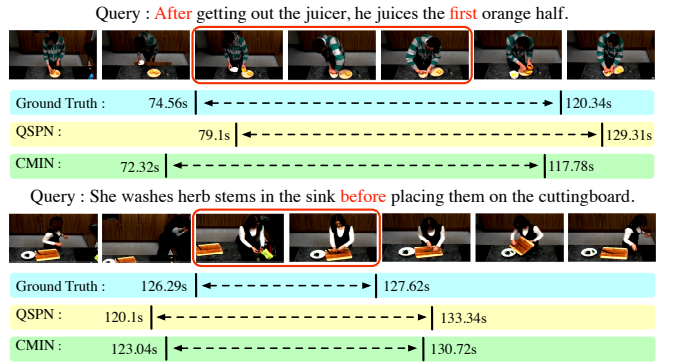 Query : After getting out the juicer, he juices the first orange half.
Ground Truth : 74.56s 120.34s
QSPN : 79.1s 129.31s
CMIN : 72.32s 117.78s
Query : She washes herb stems in the sink before placing them on the cuttingboard.
Ground Truth : 126.29s 127.62s
QSPN : 120.1s 133.34s
CMIN : 123.04s 130.72s